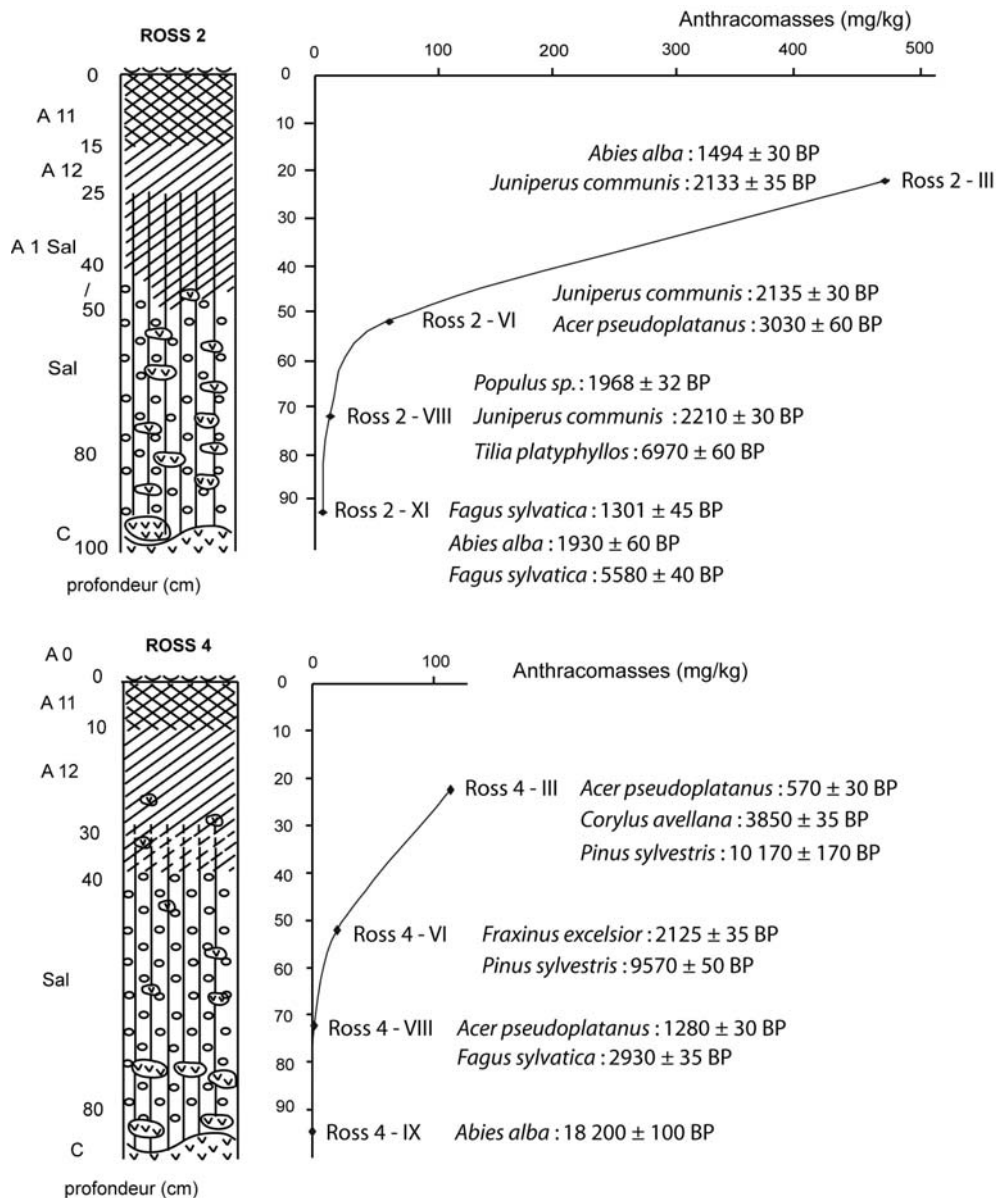 Anthracomasses (mg/kg)
ROSS 2
0
100
200
300
400
500
0
A 11
15
A 12
25
A 1 Sal
40
/
50
Sal
80
C
100
profondeur (cm)
0
10
20
30
40
50
60
70
80
90
Abies alba : 1494 ± 30 BP
Juniperus communis : 2133 ± 35 BP
Ross 2 - III
Juniperus communis : 2135 ± 30 BP
Ross 2 - VI
Acer pseudoplatanus : 3030 ± 60 BP
Populus sp. : 1968 ± 32 BP
Ross 2 - VIII
Juniperus communis : 2210 ± 30 BP
Tilia platyphyllos : 6970 ± 60 BP
Ross 2 - XI
Fagus sylvatica : 1301 ± 45 BP
Abies alba : 1930 ± 60 BP
Fagus sylvatica : 5580 ± 40 BP
ROSS 4
0
100
Anthracomasses (mg/kg)
A 0
0
A 11
10
A 12
30
40
Sal
80
C
profondeur (cm)
0
10
20
30
40
50
60
70
80
90
Ross 4 - III
Acer pseudoplatanus : 570 ± 30 BP
Corylus avellana : 3850 ± 35 BP
Pinus sylvestris : 10 170 ± 170 BP
Ross 4 - VI
Fraxinus excelsior : 2125 ± 35 BP
Pinus sylvestris : 9570 ± 50 BP
Ross 4 - VIII
Acer pseudoplatanus : 1280 ± 30 BP
Fagus sylvatica : 2930 ± 35 BP
Ross 4 - IX
Abies alba : 18 200 ± 100 BP